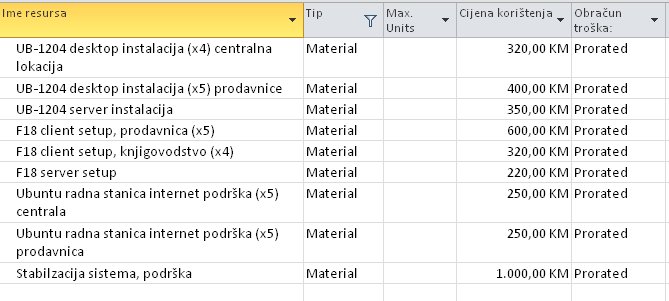 Ime resursa Tip Max. Units Cijena korištenja Obračun troška:
UB-1204 desktop instalacija (x4) centralna lokacija Material 320,00 KM Prorated
UB-1204 desktop instalacija (x5) prodavnice Material 400,00 KM Prorated
UB-1204 server instalacija Material 350,00 KM Prorated
F18 client setup, prodavnica (x5) Material 600,00 KM Prorated
F18 client setup, knjigovodstvo (x4) Material 320,00 KM Prorated
F18 server setup Material 220,00 KM Prorated
Ubuntu radna stanica internet podrška (x5) centrala Material 250,00 KM Prorated
Ubuntu radna stanica internet podrška (x5) prodavnica Material 250,00 KM Prorated
Stabilzacija sistema, podrška Material 1.000,00 KM Prorated